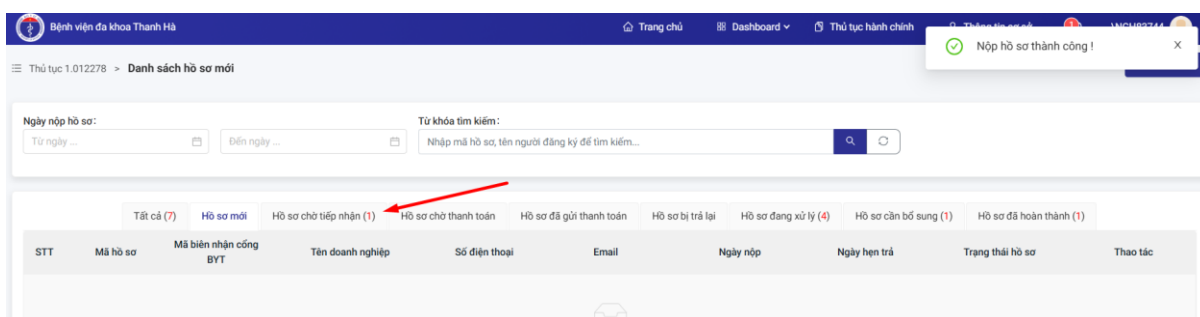 Bệnh viện đa khoa Thanh Hà Trang chủ Dashboard Thủ tục hành chính Thông tin cơ sở 1
Nộp hồ sơ thành công ! X
Thủ tục 1.012278 > Danh sách hồ sơ mới
Ngày nộp hồ sơ: Từ khóa tìm kiếm:
Từ ngày ... Đến ngày ... Nhập mã hồ sơ, tên người đăng ký để tìm kiếm...
Tất cả (7) Hồ sơ mới Hồ sơ chờ tiếp nhận (1) Hồ sơ chờ thanh toán Hồ sơ đã gửi thanh toán Hồ sơ bị trả lại Hồ sơ đang xử lý (4) Hồ sơ cần bổ sung (1) Hồ sơ đã hoàn thành (1)
STT Mã hồ sơ Mã biên nhận cổng BYT Tên doanh nghiệp Số điện thoại Email Ngày nộp Ngày hẹn trả Trạng thái hồ sơ Thao tác